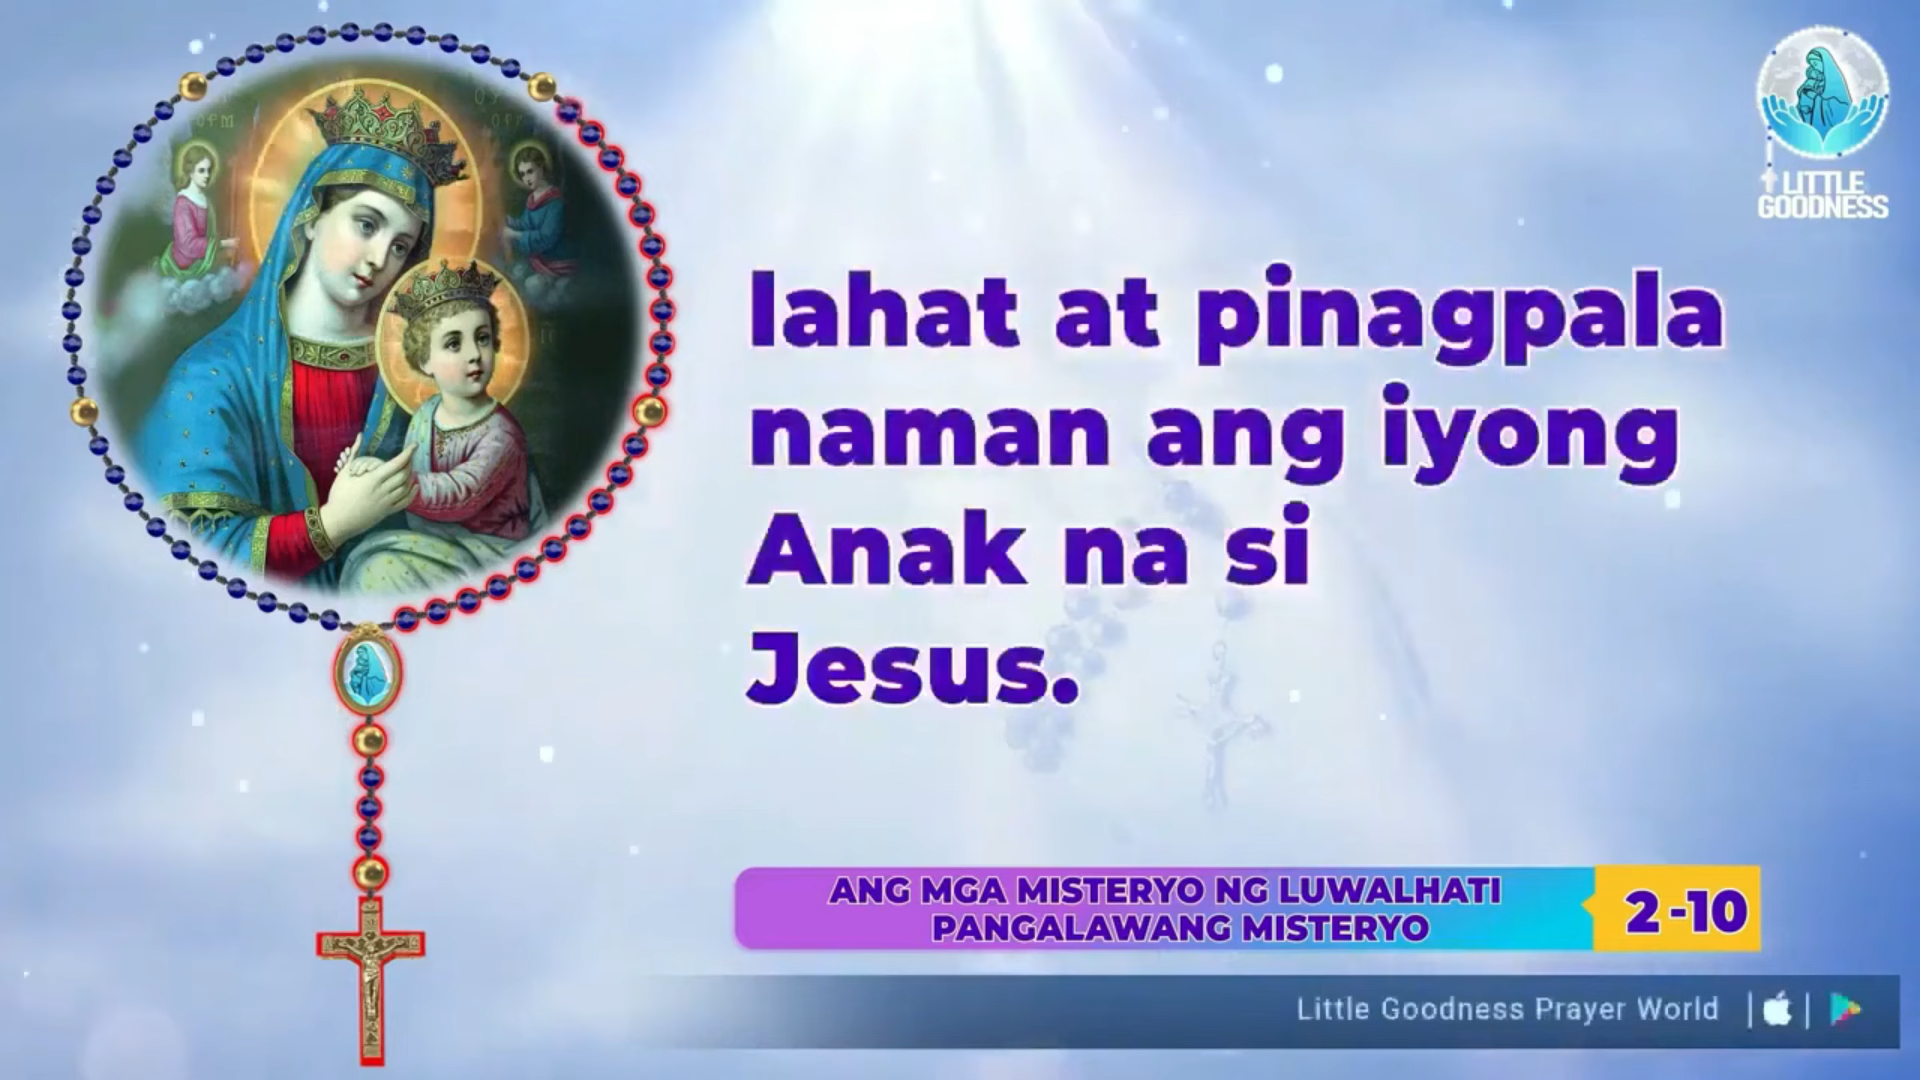 LITTLE
GOODNESS
lahat at pinagpala
naman ang iyong
Anak na si
Jesus.
ANG MGA MISTERYO NG LUWALHATI
PANGALAWANG MISTERYO
2 -10
Little Goodness Prayer World